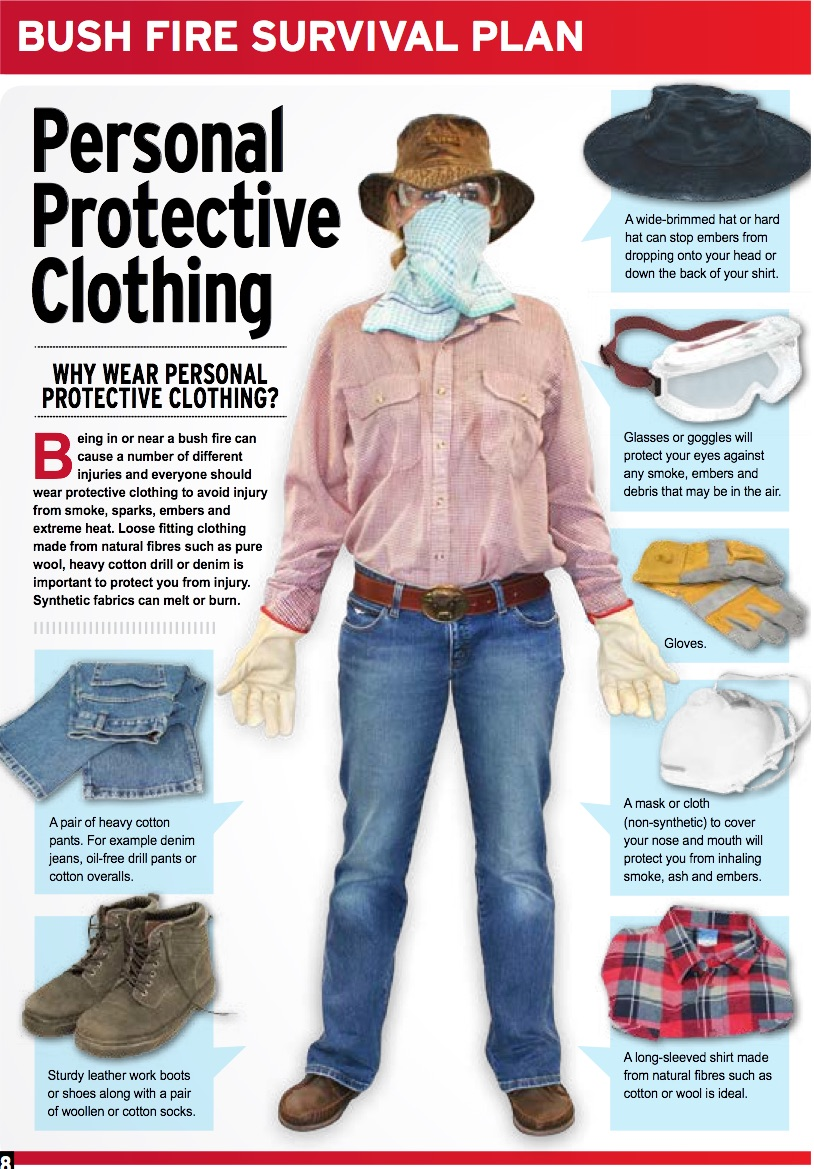 BUSH FIRE SURVIVAL PLAN
Personal
Protective
Clothing
WHY WEAR PERSONAL
PROTECTIVE CLOTHING?
Being in or near a bush fire can
cause a number of different
injuries and everyone should
wear protective clothing to avoid injury
from smoke, sparks, embers and
extreme heat. Loose fitting clothing
made from natural fibres such as pure
wool, heavy cotton drill or denim is
important to protect you from injury.
Synthetic fabrics can melt or burn.
A pair of heavy cotton
pants. For example denim
jeans, oil-free drill pants or
cotton overalls.
Sturdy leather work boots
or shoes along with a pair
of woollen or cotton socks.
A wide-brimmed hat or hard
hat can stop embers from
dropping onto your head or
down the back of your shirt.
Glasses or goggles will
protect your eyes against
any smoke, embers and
debris that may be in the air.
Gloves.
A mask or cloth
(non-synthetic) to cover
your nose and mouth will
protect you from inhaling
smoke, ash and embers.
A long-sleeved shirt made
from natural fibres such as
cotton or wool is ideal.
8